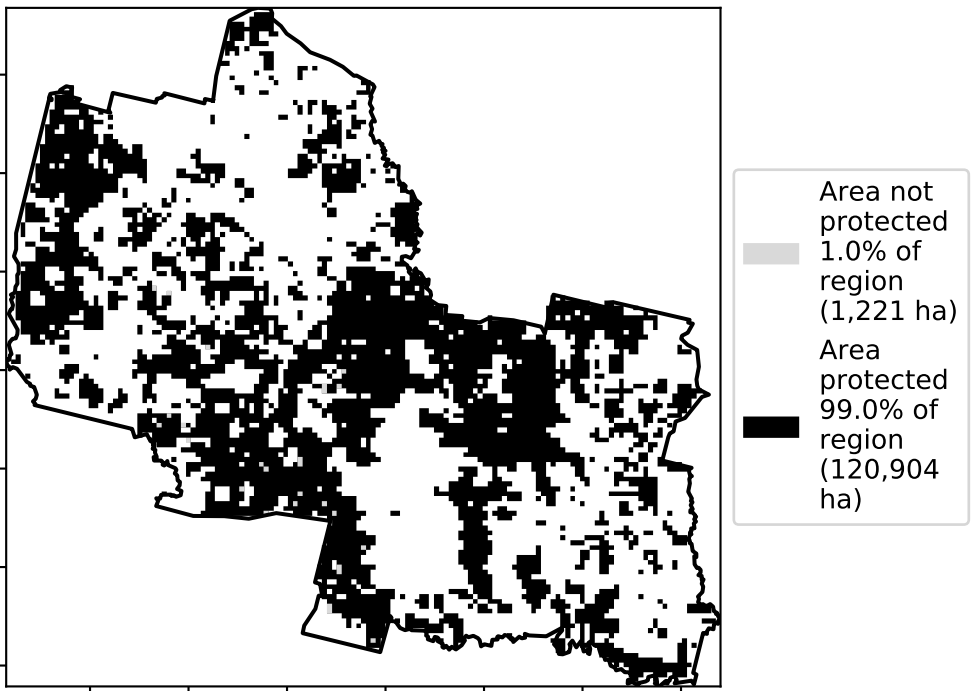 Area not
protected
1.0% of
region
(1,221 ha)
Area
protected
99.0% of
region
(120,904
ha)